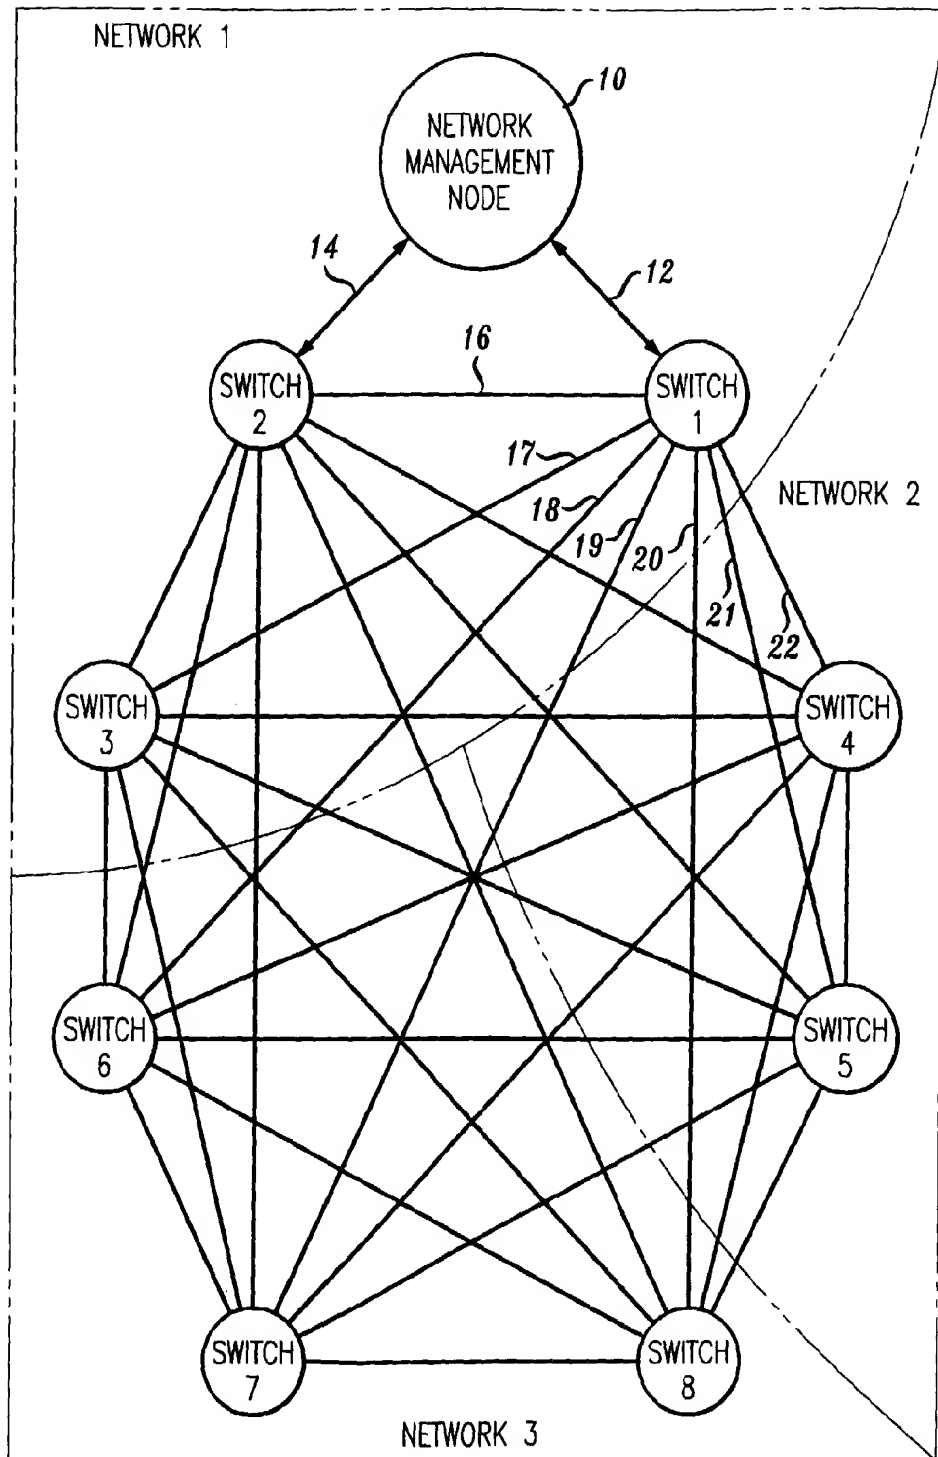 NETWORK 1
10
NETWORK
MANAGEMENT
NODE
14
12
16
SWITCH
2
SWITCH
1
17
18
19
20
NETWORK 2
21
22
SWITCH
3
SWITCH
4
SWITCH
6
SWITCH
5
SWITCH
7
SWITCH
8
NETWORK 3